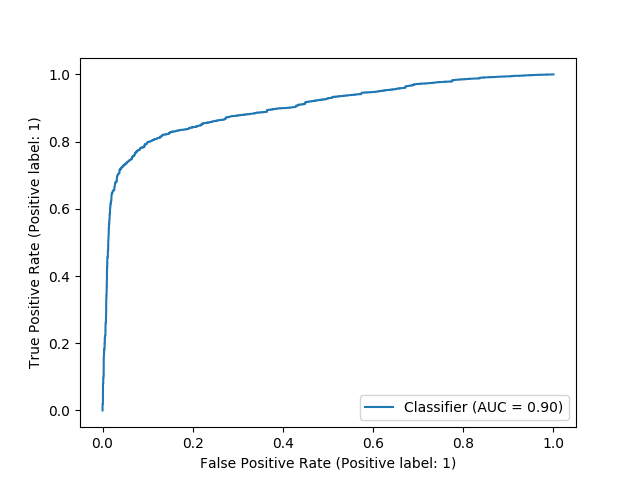 1.0
0.8
0.6
0.4
0.2
0.0
True Positive Rate (Positive label: 1)
Classifier (AUC = 0.90)
0.0 0.2 0.4 0.6 0.8 1.0
False Positive Rate (Positive label: 1)